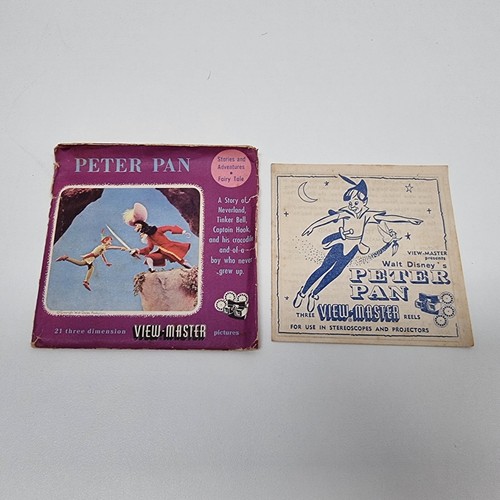 PETER PAN
Stories and
Adventures
•
Fairy Tale
A Story of
Neverland,
Tinker Bell,
Captain Hook,
and his crocodile
and-of-a-
boy who never
grew up.
21 three dimension VIEW-MASTER pictures
VIEW-MASTER
presents
Walt Disney's
PETER
PAN
THREE VIEW-MASTER REELS
FOR USE IN STEREOSCOPES AND PROJECTORS